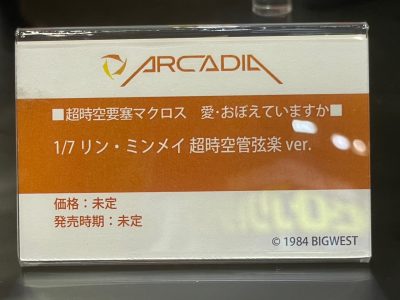 ARCADIA
■超時空要塞マクロス 愛・おぼえていますか■
1/7 リン・ミンメイ 超時空管弦楽 ver.
価格：未定
発売時期：未定
© 1984 BIGWEST